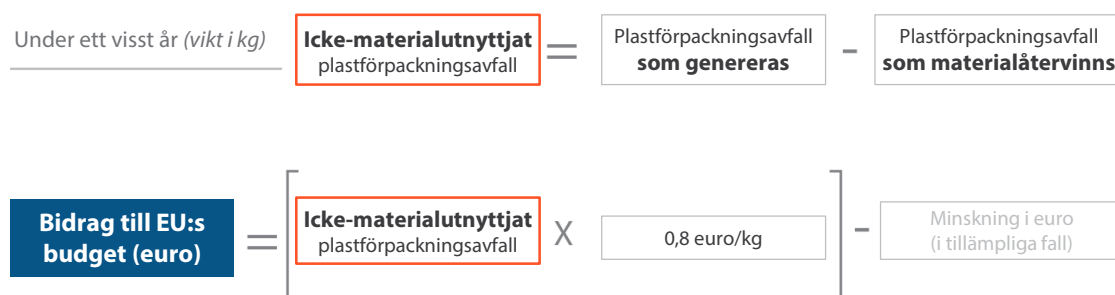 Under ett visst år (vikt i kg)
Icke-materialutnyttjat
plastförpackningsavfall
=
Plastförpackningsavfall
som genereras
-
Plastförpackningsavfall
som materialåtervinns
Bidrag till EU:s
budget (euro)
=
[
Icke-materialutnyttjat
plastförpackningsavfall
X
0,8 euro/kg
]
-
Minskning i euro
(i tillämpliga fall)